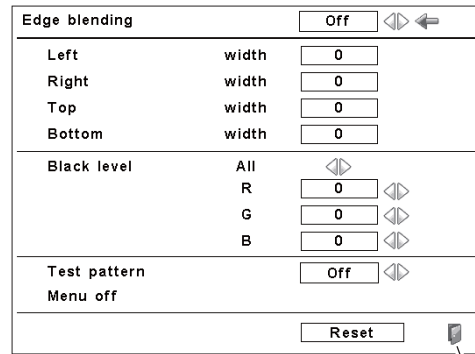 Edge blending Off
Left width 0
Right width 0
Top width 0
Bottom width 0
Black level All
R 0
G 0
B 0
Test pattern Off
Menu off
Reset